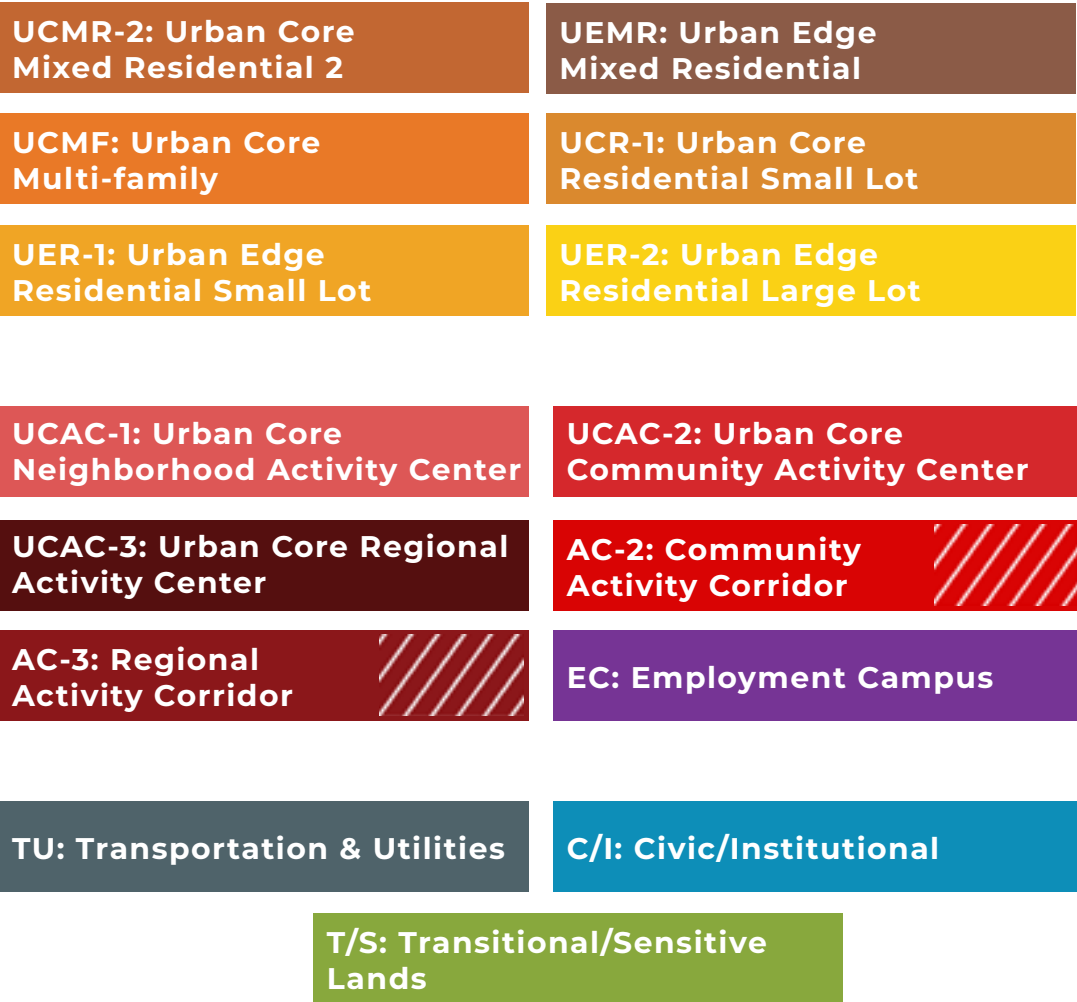 UCMR-2: Urban Core
Mixed Residential 2
UEMR: Urban Edge
Mixed Residential
UCMF: Urban Core
Multi-family
UCR-1: Urban Core
Residential Small Lot
UER-1: Urban Edge
Residential Small Lot
UER-2: Urban Edge
Residential Large Lot
UCAC-1: Urban Core
Neighborhood Activity Center
UCAC-2: Urban Core
Community Activity Center
UCAC-3: Urban Core Regional
Activity Center
AC-2: Community
Activity Corridor
AC-3: Regional
Activity Corridor
EC: Employment Campus
TU: Transportation & Utilities
C/I: Civic/Institutional
T/S: Transitional/Sensitive
Lands